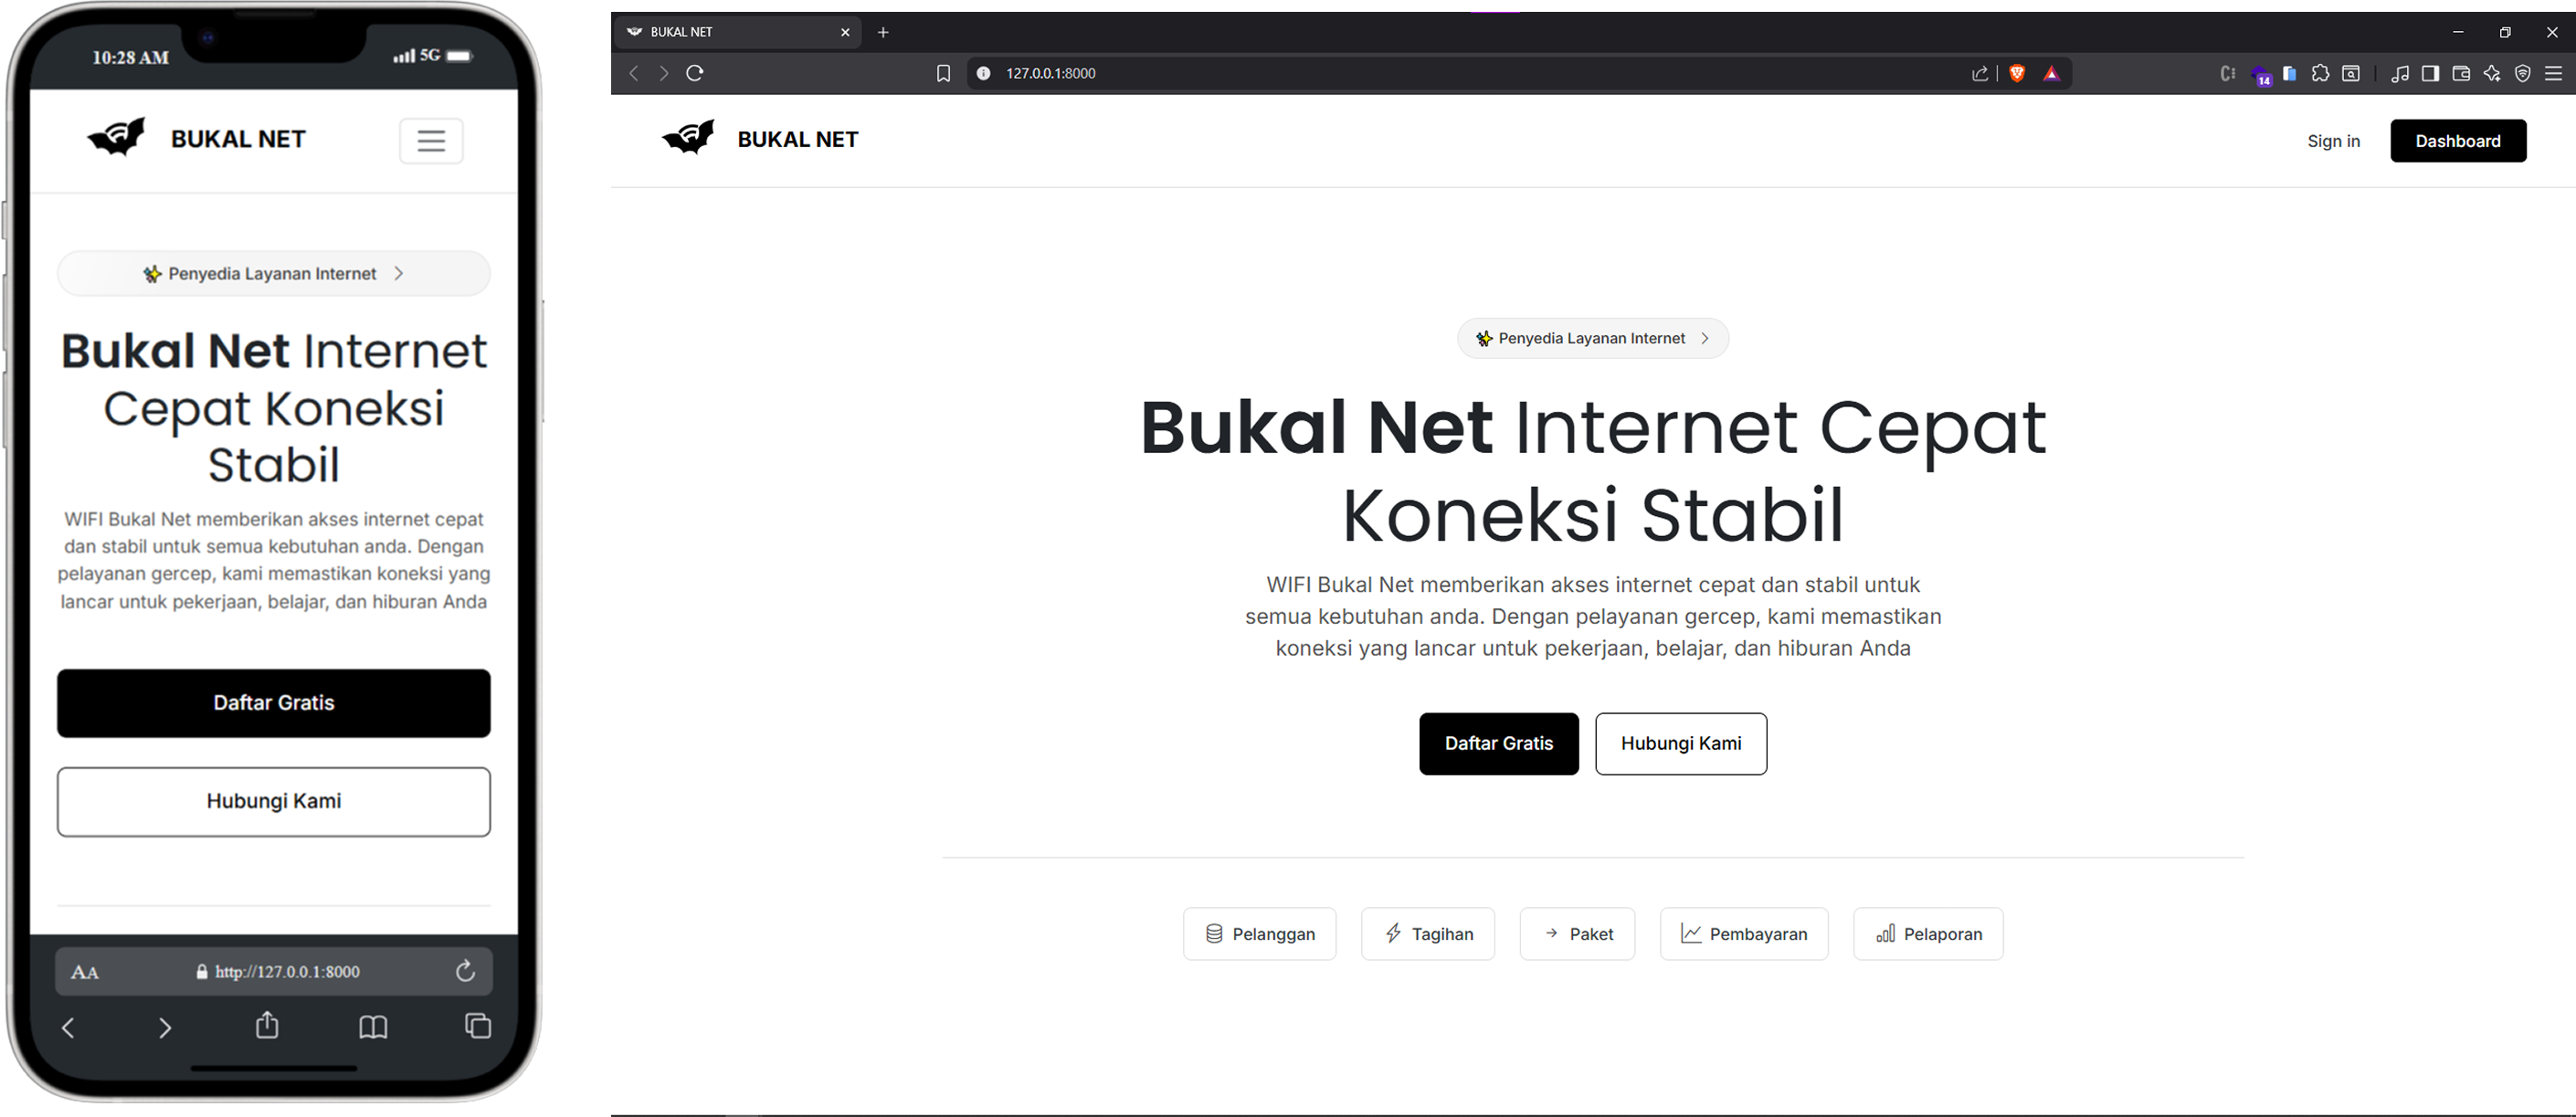 10:28 AM
5G
BUKAL NET
✨ Penyedia Layanan Internet
Bukal Net Internet
Cepat Koneksi
Stabil
WIFI Bukal Net memberikan akses internet cepat
dan stabil untuk semua kebutuhan anda. Dengan
pelayanan gercep, kami memastikan koneksi yang
lancar untuk pekerjaan, belajar, dan hiburan Anda
Daftar Gratis
Hubungi Kami
AA
http://127.0.0.1:8000
BUKAL NET
127.0.0.1:8000
14
BUKAL NET
Sign in
Dashboard
✨ Penyedia Layanan Internet
Bukal Net Internet Cepat
Koneksi Stabil
WIFI Bukal Net memberikan akses internet cepat dan stabil untuk
semua kebutuhan anda. Dengan pelayanan gercep, kami memastikan
koneksi yang lancar untuk pekerjaan, belajar, dan hiburan Anda
Daftar Gratis
Hubungi Kami
Pelanggan
Tagihan
Paket
Pembayaran
Pelaporan